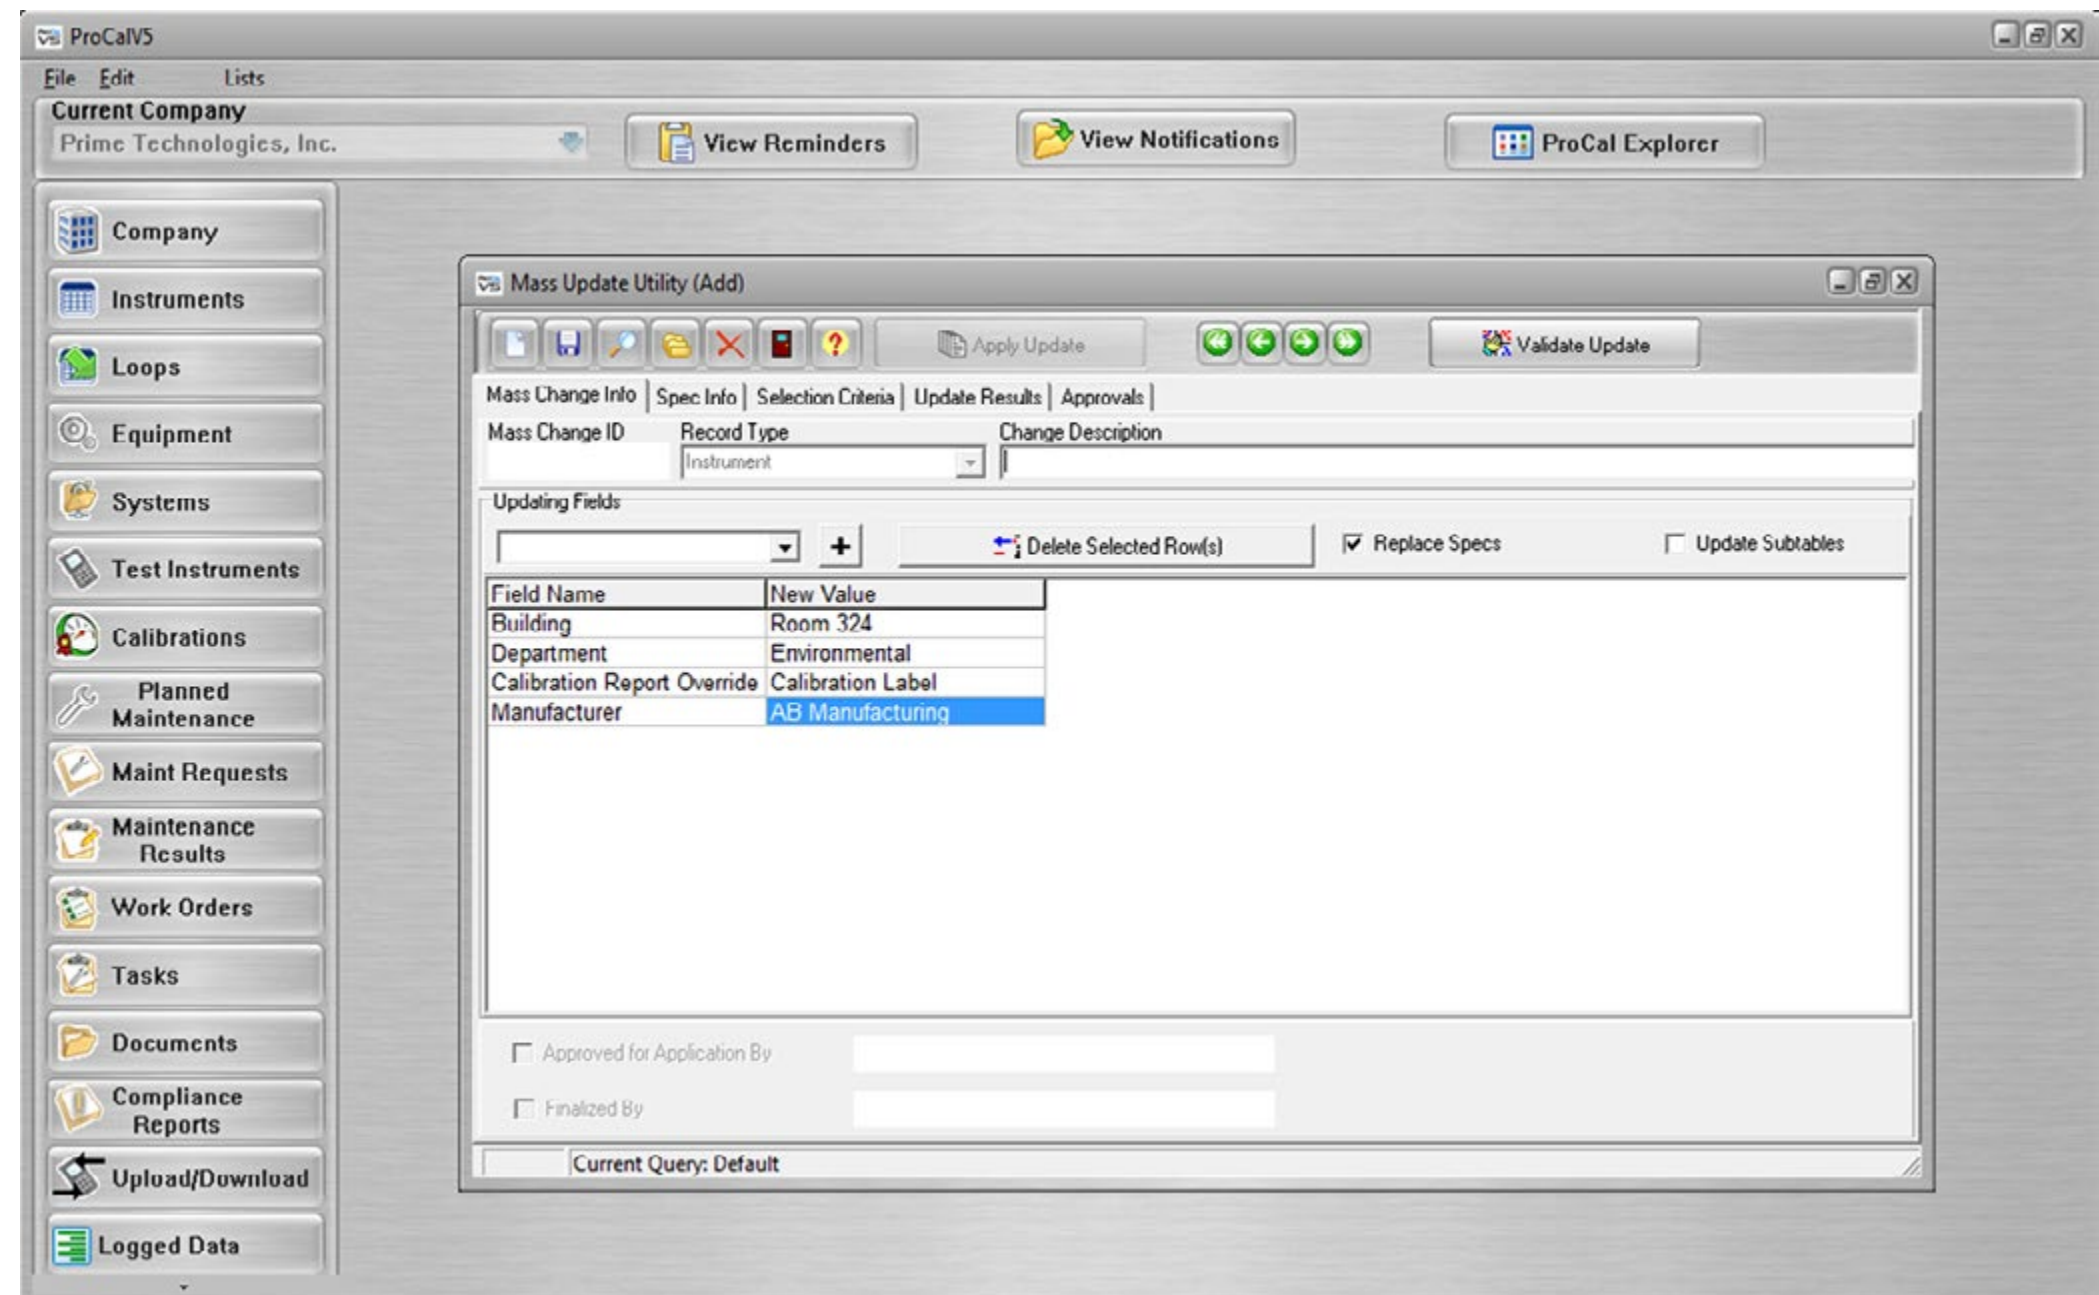 ProCalV5
File Edit Lists
Current Company
Prime Technologies, Inc.
View Reminders
View Notifications
ProCal Explorer
Company
Instruments
Loops
Equipment
Systems
Test Instruments
Calibrations
Planned
Maintenance
Maint Requests
Maintenance
Results
Work Orders
Tasks
Documents
Compliance
Reports
Upload/Download
Logged Data
Mass Update Utility (Add)
Apply Update
Validate Update
Mass Change Info Spec Info Selection Criteria Update Results Approvals
Mass Change ID Record Type Change Description
Instrument
Updating Fields
+ Delete Selected Row(s) Replace Specs Update Subtables
Field Name New Value
Building Room 324
Department Environmental
Calibration Report Override Calibration Label
Manufacturer AB Manufacturing
Approved for Application By
Finalized By
Current Query: Default